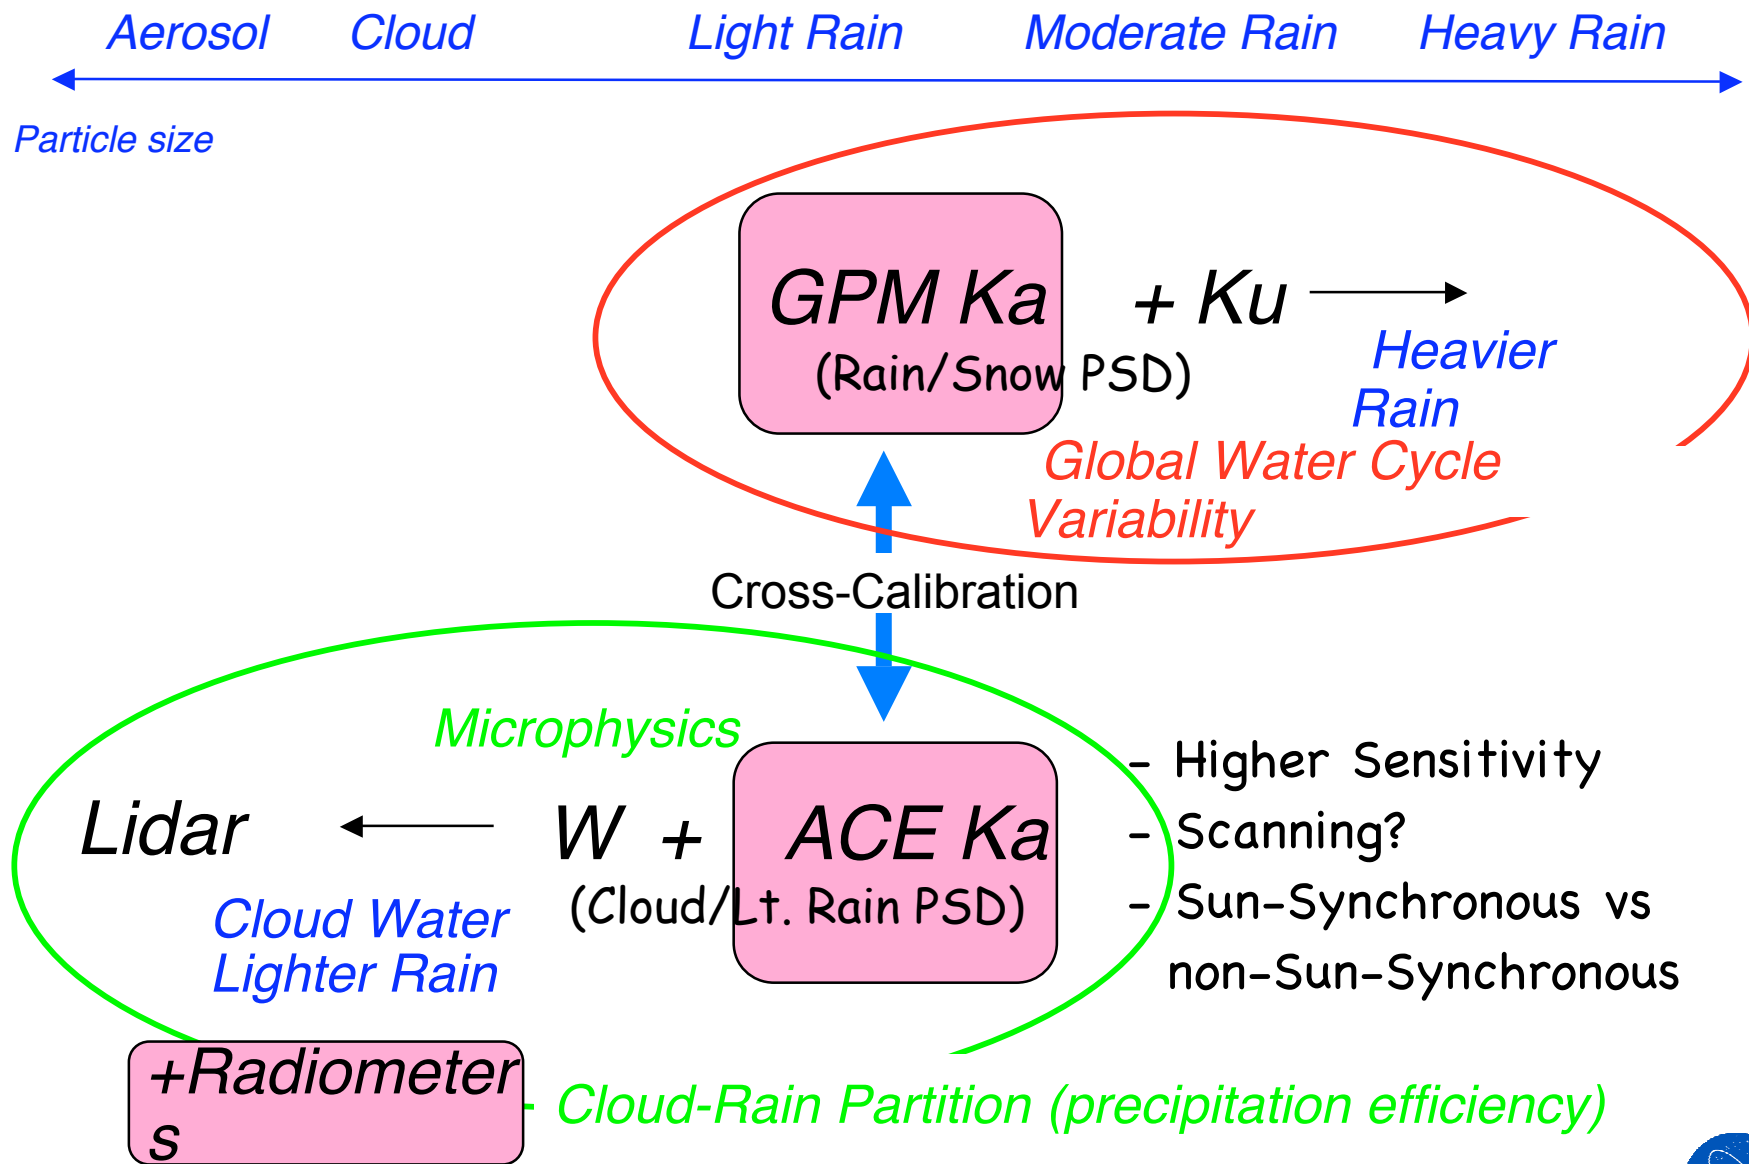 Aerosol Cloud Light Rain Moderate Rain Heavy Rain
Particle size
GPM Ka + Ku
(Rain/Snow PSD)
Heavier
Rain
Global Water Cycle
Variability
Cross-Calibration
Microphysics
Lidar W + ACE Ka
(Cloud/Lt. Rain PSD)
Cloud Water
Lighter Rain
- Higher Sensitivity
- Scanning?
- Sun-Synchronous vs
non-Sun-Synchronous
+Radiometer
s
- Cloud-Rain Partition (precipitation efficiency)